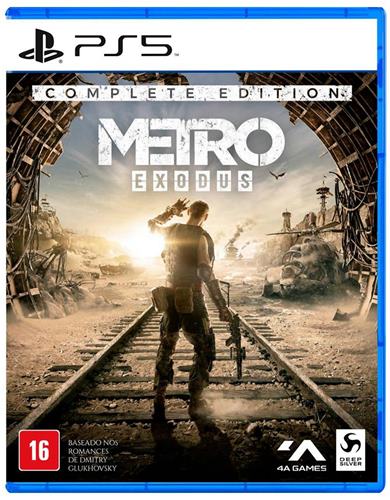 PS5
COMPLETE EDITION
METRO
EXODUS
16
BASEADO NOS
ROMANCES
DE DMITRY
GLUKHOVSKY
4A GAMES
DEEP
SILVER